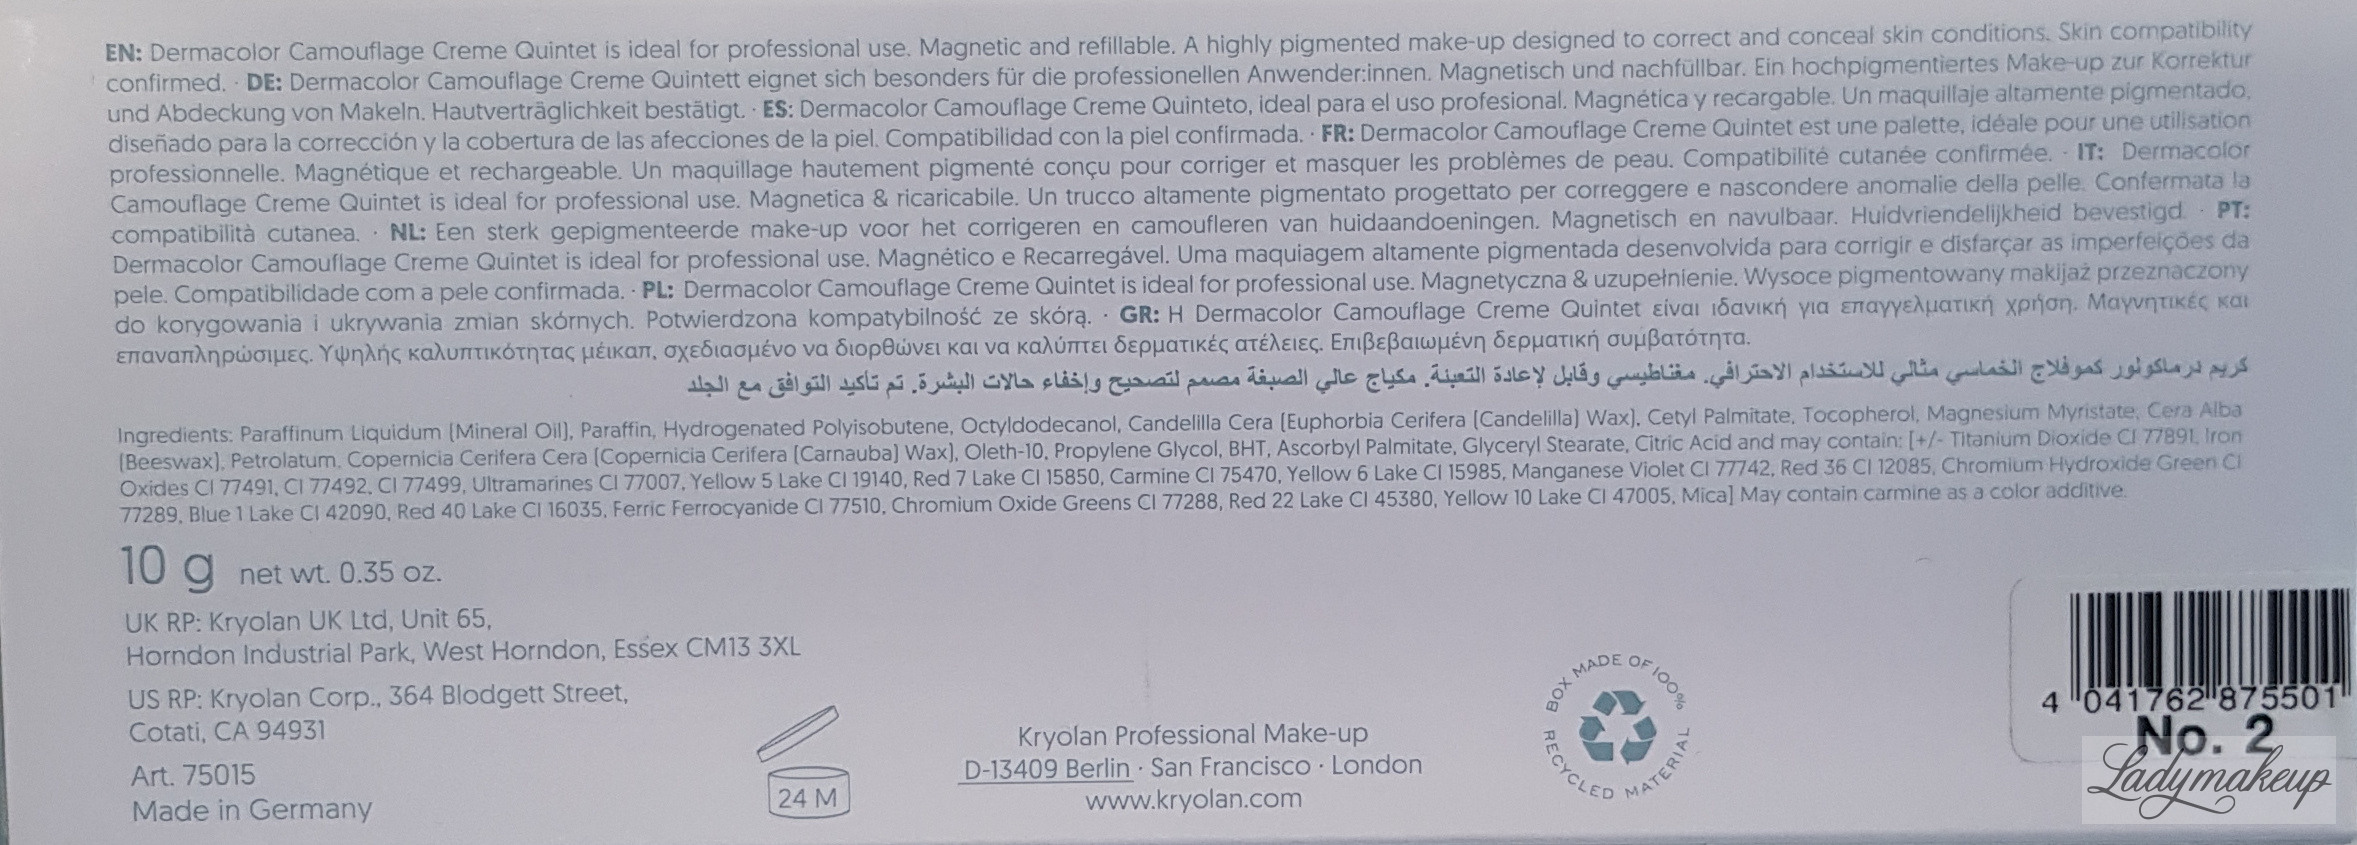 EN: Dermacolor Camouflage Creme Quintet is ideal for professional use. Magnetic and refillable. A highly pigmented make-up designed to correct and conceal skin conditions. Skin compatibility
confirmed. · DE: Dermacolor Camouflage Creme Quintett eignet sich besonders für die professionellen Anwender:innen. Magnetisch und nachfüllbar. Ein hochpigmentiertes Make-up zur Korrektur
und Abdeckung von Makeln. Hautverträglichkeit bestätigt. · ES: Dermacolor Camouflage Creme Quinteto, ideal para el uso profesional. Magnética y recargable. Un maquillaje altamente pigmentado,
diseñado para la corrección y la cobertura de las afecciones de la piel. Compatibilidad con la piel confirmada. · FR: Dermacolor Camouflage Creme Quintet est une palette, idéale pour une utilisation
professionnelle. Magnétique et rechargeable. Un maquillage hautement pigmenté conçu pour corriger et masquer les problèmes de peau. Compatibilité cutanée confirmée. · IT: Dermacolor
Camouflage Creme Quintet is ideal for professional use. Magnetica & ricaricabile. Un trucco altamente pigmentato progettato per correggere e nascondere anomalie della pelle. Confermata la
compatibilità cutanea. · NL: Een sterk gepigmenteerde make-up voor het corrigeren en camoufleren van huidaandoeningen. Magnetisch en navulbaar. Huidvriendelijkheid bevestigd. · PT:
Dermacolor Camouflage Creme Quintet is ideal for professional use. Magnético e Recarregável. Uma maquiagem altamente pigmentada desenvolvida para corrigir e disfarçar as imperfeições da
pele. Compatibilidade com a pele confirmada. · PL: Dermacolor Camouflage Creme Quintet is ideal for professional use. Magnetyczna & uzupełnienie. Wysoce pigmentowany makijaż przeznaczony
do korygowania i ukrywania zmian skórnych. Potwierdzona kompatybilność ze skórą. · GR: Η Dermacolor Camouflage Creme Quintet είναι ιδανική για επαγγελματική χρήση. Μαγνητικές και
επαναπληρώσιμες. Υψηλής καλυπτικότητας μέικαπ, σχεδιασμένο να διορθώνει και να καλύπτει δερματικές ατέλειες. Επιβεβαιωμένη δερματική συμβατότητα.
كريم درماكولور كموفلاج الخماسي مثالي للاستخدام الاحترافي. مغناطيسي وقابل لإعادة التعبئة. مكياج عالي الصبغة مصمم لتصحيح وإخفاء حالات البشرة. تم تأكيد التوافق مع الجلد
Ingredients: Paraffinum Liquidum (Mineral Oil), Paraffin, Hydrogenated Polyisobutene, Octyldodecanol, Candelilla Cera (Euphorbia Cerifera (Candelilla) Wax), Cetyl Palmitate, Tocopherol, Magnesium Myristate, Cera Alba
(Beeswax), Petrolatum, Copernicia Cerifera Cera (Copernicia Cerifera (Carnauba) Wax), Oleth-10, Propylene Glycol, BHT, Ascorbyl Palmitate, Glyceryl Stearate, Citric Acid and may contain: [+/- Titanium Dioxide CI 77891, Iron
Oxides CI 77491, CI 77492, CI 77499, Ultramarines CI 77007, Yellow 5 Lake CI 19140, Red 7 Lake CI 15850, Carmine CI 75470, Yellow 6 Lake CI 15985, Manganese Violet CI 77742, Red 36 CI 12085, Chromium Hydroxide Green CI
77289, Blue 1 Lake CI 42090, Red 40 Lake CI 16035, Ferric Ferrocyanide CI 77510, Chromium Oxide Greens CI 77288, Red 22 Lake CI 45380, Yellow 10 Lake CI 47005, Mica] May contain carmine as a color additive.
10 g net wt. 0.35 oz.
UK RP: Kryolan UK Ltd, Unit 65,
Horndon Industrial Park, West Horndon, Essex CM13 3XL
US RP: Kryolan Corp., 364 Blodgett Street,
Cotati, CA 94931
Art. 75015
Made in Germany
24 M
Kryolan Professional Make-up
D-13409 Berlin · San Francisco · London
www.kryolan.com
BOX MADE OF 100%
RECYCLED MATERIAL
4 041762 875501
No. 2
Ladymakeup